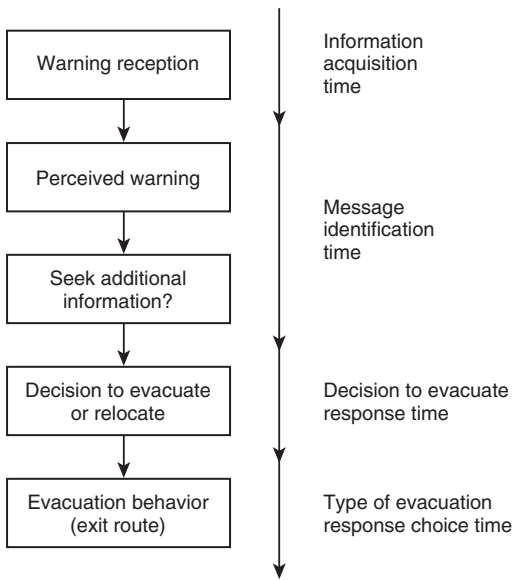 Warning reception
Information
acquisition
time
Perceived warning
Message
identification
time
Seek additional
information?
Decision to evacuate
or relocate
Decision to evacuate
response time
Evacuation behavior
(exit route)
Type of evacuation
response choice time